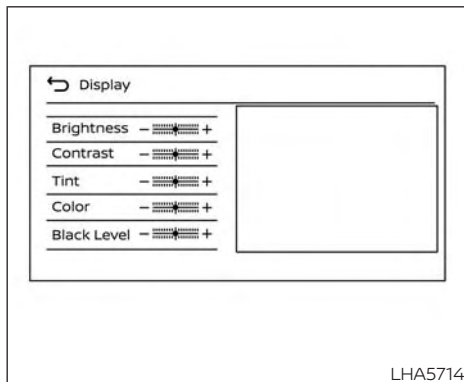 Display
Brightness - +
Contrast - +
Tint - +
Color - +
Black Level - +
LHA5714